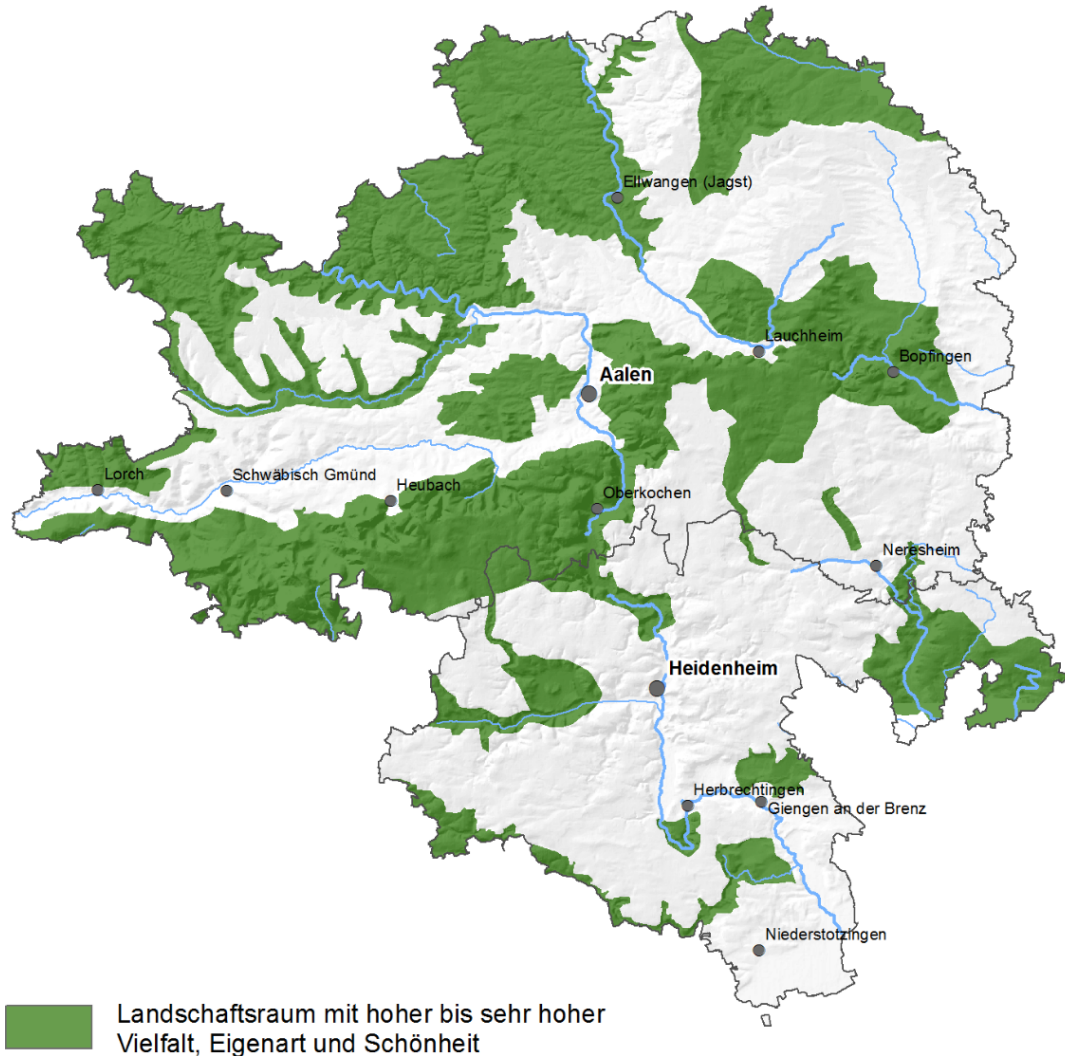 Ellwangen (Jagst)
Lauchheim
Bopfingen
Aalen
Lorch
Schwäbisch Gmünd
Heubach
Oberkochen
Neresheim
Heidenheim
Herbrechtingen
Giengen an der Brenz
Niederstotzingen
Landschaftsraum mit hoher bis sehr hoher
Vielfalt, Eigenart und Schönheit